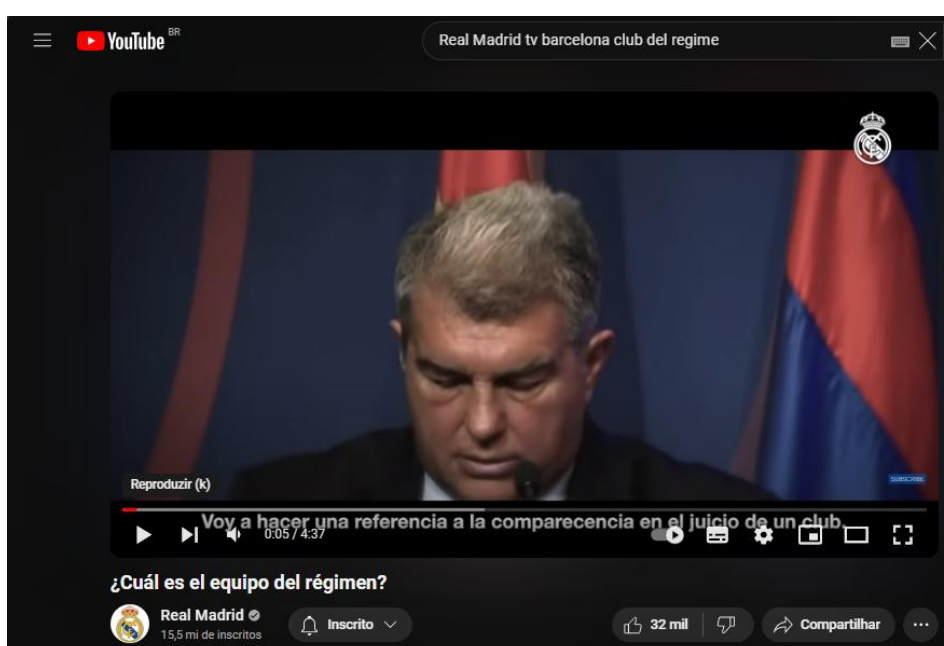 YouTube BR
Real Madrid tv barcelona club del regime
SUBSCRIBE
Reproduzir (k)
Voy a hacer una referencia a la comparecencia en el juicio de un club.
0:05 / 4:37
¿Cuál es el equipo del régimen?
Real Madrid
15,5 mi de inscritos
Inscrito
32 mil
Compartilhar